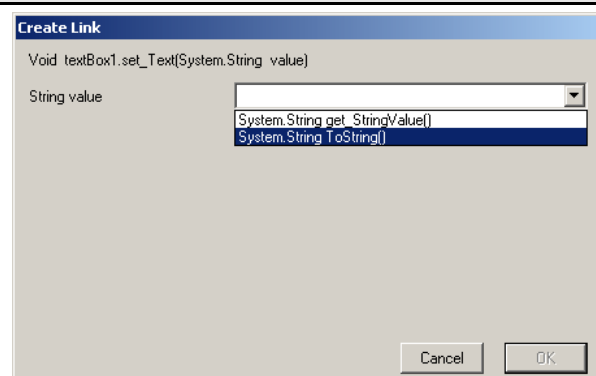 Create Link
Void textBox1.set_Text(System.String value)
String value
System.String get_StringValue()
System.String ToString()
Cancel
OK